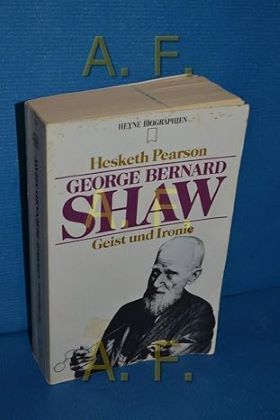 A. F.
HEYNE BIOGRAPHIEN
Hesketh Pearson
GEORGE BERNARD
SHAW
A. F.
Geist und Ironie
A. F.